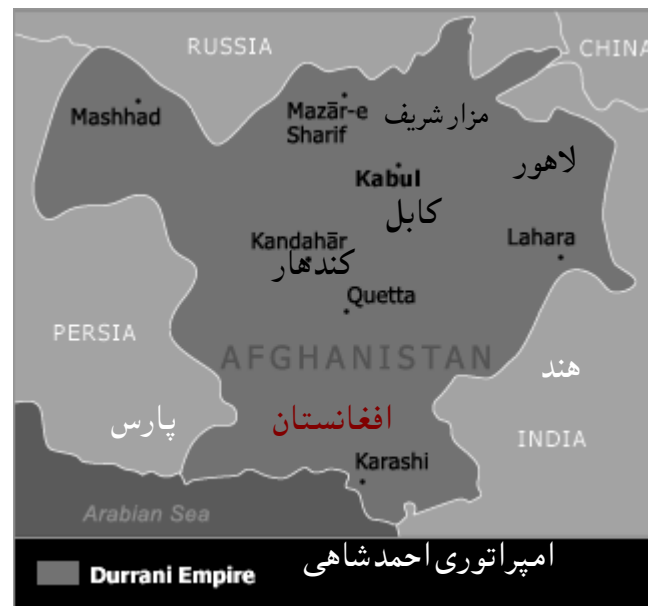 RUSSIA
CHINA
Mashhad
Mazār-e
Sharif
مزار شریف
لاهور
Kabul
کابل
Kandahār
کندهار
Lahara
Quetta
PERSIA
AFGHANISTAN
هند
پارس
افغانستان
INDIA
Karashi
Arabian Sea
Durrani Empire
امپراتوری احمدشاهی